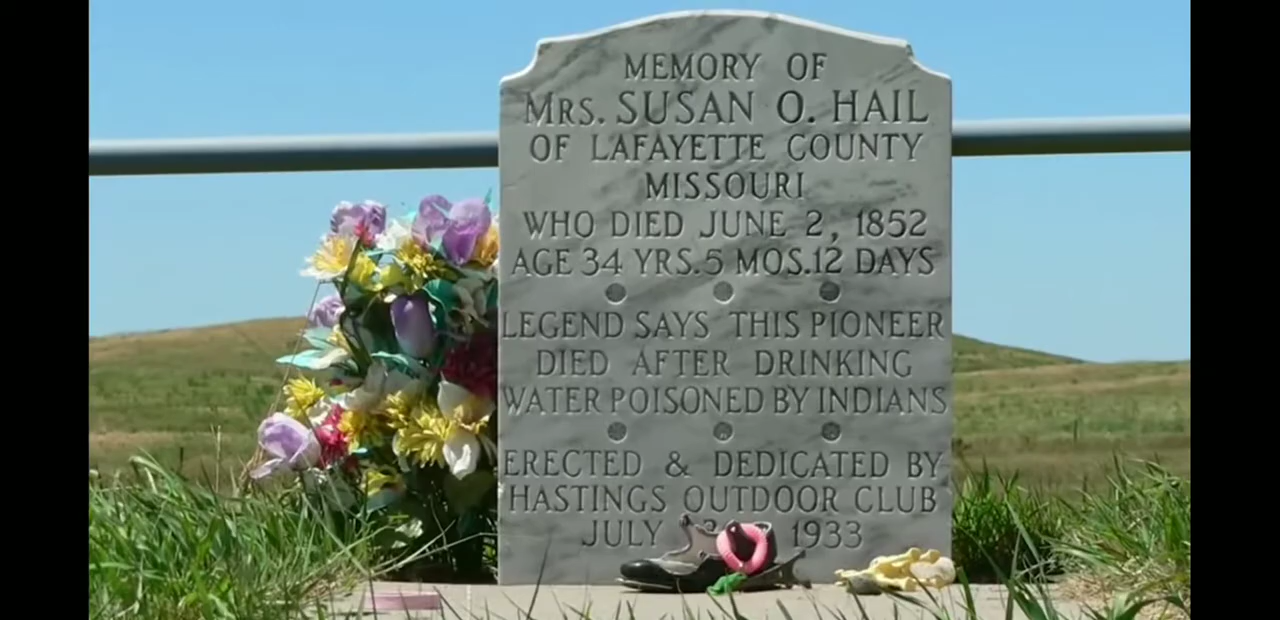 MEMORY OF
MRS. SUSAN O. HAIL
OF LAFAYETTE COUNTY
MISSOURI
WHO DIED JUNE 2, 1852
AGE 34 YRS. 5 MOS. 12 DAYS
LEGEND SAYS THIS PIONEER
DIED AFTER DRINKING
WATER POISONED BY INDIANS
ERECTED & DEDICATED BY
HASTINGS OUTDOOR CLUB
JULY 1933